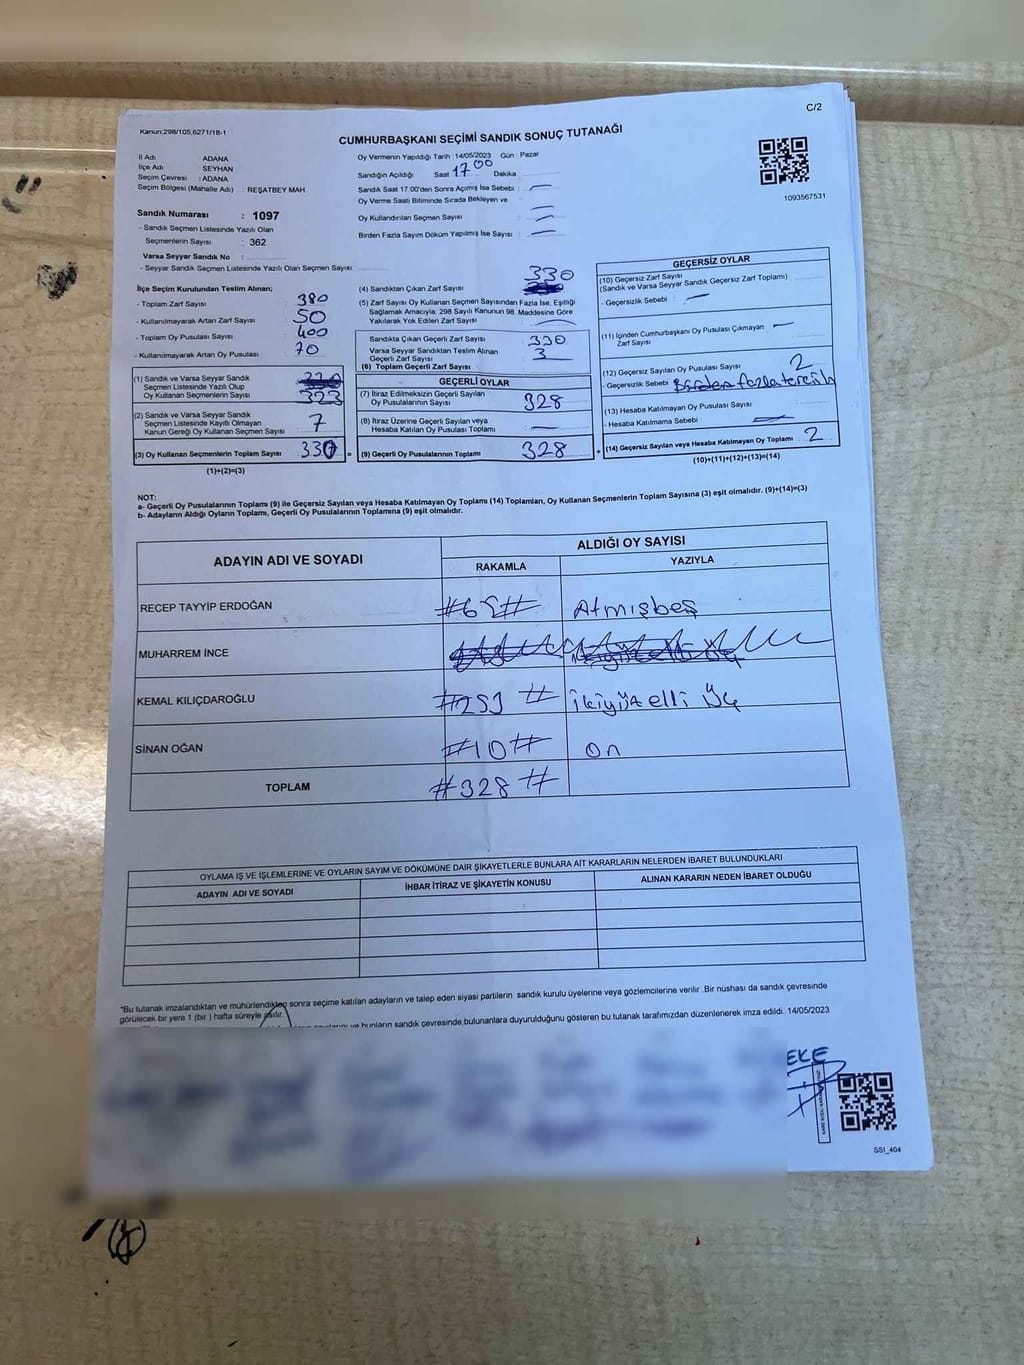 C/2
Kanun;298/105;6271/18-1
CUMHURBAŞKANI SEÇİMİ SANDIK SONUÇ TUTANAĞI
İl Adı ADANA
İlçe Adı SEYHAN
Seçim Çevresi : ADANA
Seçim Bölgesi (Mahalle Adı) : REŞATBEY MAH
Sandık Numarası : 1097
- Sandık Seçmen Listesinde Yazılı Olan
Seçmenlerin Sayısı : 362
Varsa Seyyar Sandık No :
- Seyyar Sandık Seçmen Listesinde Yazılı Olan Seçmen Sayısı
Oy Vermenin Yapıldığı Tarih : 14/05/2023 Gün : Pazar
Sandığın Açıldığı Saat 17 00 Dakika
Sandık Saat 17:00'den Sonra Açımış İse Sebebi : —
Oy Verme Saati Bitiminde Sırada Bekleyen ve
Oy Kullandırılan Seçmen Sayısı : —
Birden Fazla Sayım Döküm Yapılmış İse Sayısı : —
1093567531
İlçe Seçim Kurulundan Teslim Alınan;
- Toplam Zarf Sayısı : 380
- Kullanılmayarak Artan Zarf Sayısı : 50
- Toplam Oy Pusulası Sayısı : 400
- Kullanılmayarak Artan Oy Pusulası : 70
(1) Sandık ve Varsa Seyyar Sandık
Seçmen Listesinde Yazılı Olup
Oy Kullanan Seçmenlerin Sayısı 323
(2) Sandık ve Varsa Seyyar Sandık
Seçmen Listesinde Kayıtlı Olmayan
Kanun Gereği Oy Kullanan Seçmen Sayısı : 7
(3) Oy Kullanan Seçmenlerin Toplam Sayısı : 330 =
(1)+(2)=(3)
(4) Sandıktan Çıkan Zarf Sayısı : 330
(5) Zarf Sayısı Oy Kullanan Seçmen Sayısından Fazla İse, Eşitliği
Sağlamak Amacıyla, 298 Sayılı Kanunun 98. Maddesine Göre
Yakılarak Yok Edilen Zarf Sayısı : —
Sandıkta Çıkan Geçerli Zarf Sayısı : 330
Varsa Seyyar Sandıktan Teslim Alınan
Geçerli Zarf Sayısı :
(6) Toplam Geçerli Zarf Sayısı
GEÇERLİ OYLAR
(7) İtiraz Edilmeksizin Geçerli Sayılan
Oy Pusulalarının Sayısı : 328
(8) İtiraz Üzerine Geçerli Sayılan veya
Hesaba Katılan Oy Pusulası Toplamı : —
(9) Geçerli Oy Pusulalarının Toplamı : 328 +
GEÇERSİZ OYLAR
(10) Geçersiz Zarf Sayısı
(Sandık ve Varsa Seyyar Sandık Geçersiz Zarf Toplamı)
- Geçersizlik Sebebi : —
(11) İçinden Cumhurbaşkanı Oy Pusulası Çıkmayan : —
Zarf Sayısı
(12) Geçersiz Sayılan Oy Pusulası Sayısı : 2
- Geçersizlik Sebebi : Birden fazla tercih
(13) Hesaba Katılmayan Oy Pusulası Sayısı :
- Hesaba Katılmama Sebebi : —
(14) Geçersiz Sayılan veya Hesaba Katılmayan Oy Toplamı : 2
(10)+(11)+(12)+(13)=(14)
NOT:
a- Geçerli Oy Pusulalarının Toplamı (9) ile Geçersiz Sayılan veya Hesaba Katılmayan Oy Toplamı (14) Toplamları, Oy Kullanan Seçmenlerin Toplam Sayısına (3) eşit olmalıdır. (9)+(14)=(3)
b- Adayların Aldığı Oyların Toplamı, Geçerli Oy Pusulalarının Toplamına (9) eşit olmalıdır.
ADAYIN ADI VE SOYADI
ALDIĞI OY SAYISI
RAKAMLA YAZIYLA
RECEP TAYYİP ERDOĞAN #65# Atmışbeş
MUHARREM İNCE
KEMAL KILIÇDAROĞLU #253 # İkiyüz elli Üç
SİNAN OĞAN #10# on
TOPLAM #328 #
OYLAMA İŞ VE İŞLEMLERİNE VE OYLARIN SAYIM VE DÖKÜMÜNE DAİR ŞİKAYETLERLE BUNLARA AİT KARARLARIN NELERDEN İBARET BULUNDUKLARI
ADAYIN ADI VE SOYADI İHBAR İTİRAZ VE ŞİKAYETİN KONUSU ALINAN KARARIN NEDEN İBARET OLDUĞU
*Bu tutanak imzalandıktan ve mühürlendikten sonra seçime katılan adayların ve talep eden siyasi partilerin sandık kurulu üyelerine veya gözlemcilerine verilir .Bir nüshası da sandık çevresinde
görülecek bir yere 1 (bir ) hafta süreyle asılır.
ve bunların sandık çevresinde bulunanlara duyurulduğunu gösteren bu tutanak tarafımızdan düzenlenerek imza edildi. 14/05/2023
EKE
SSI_404